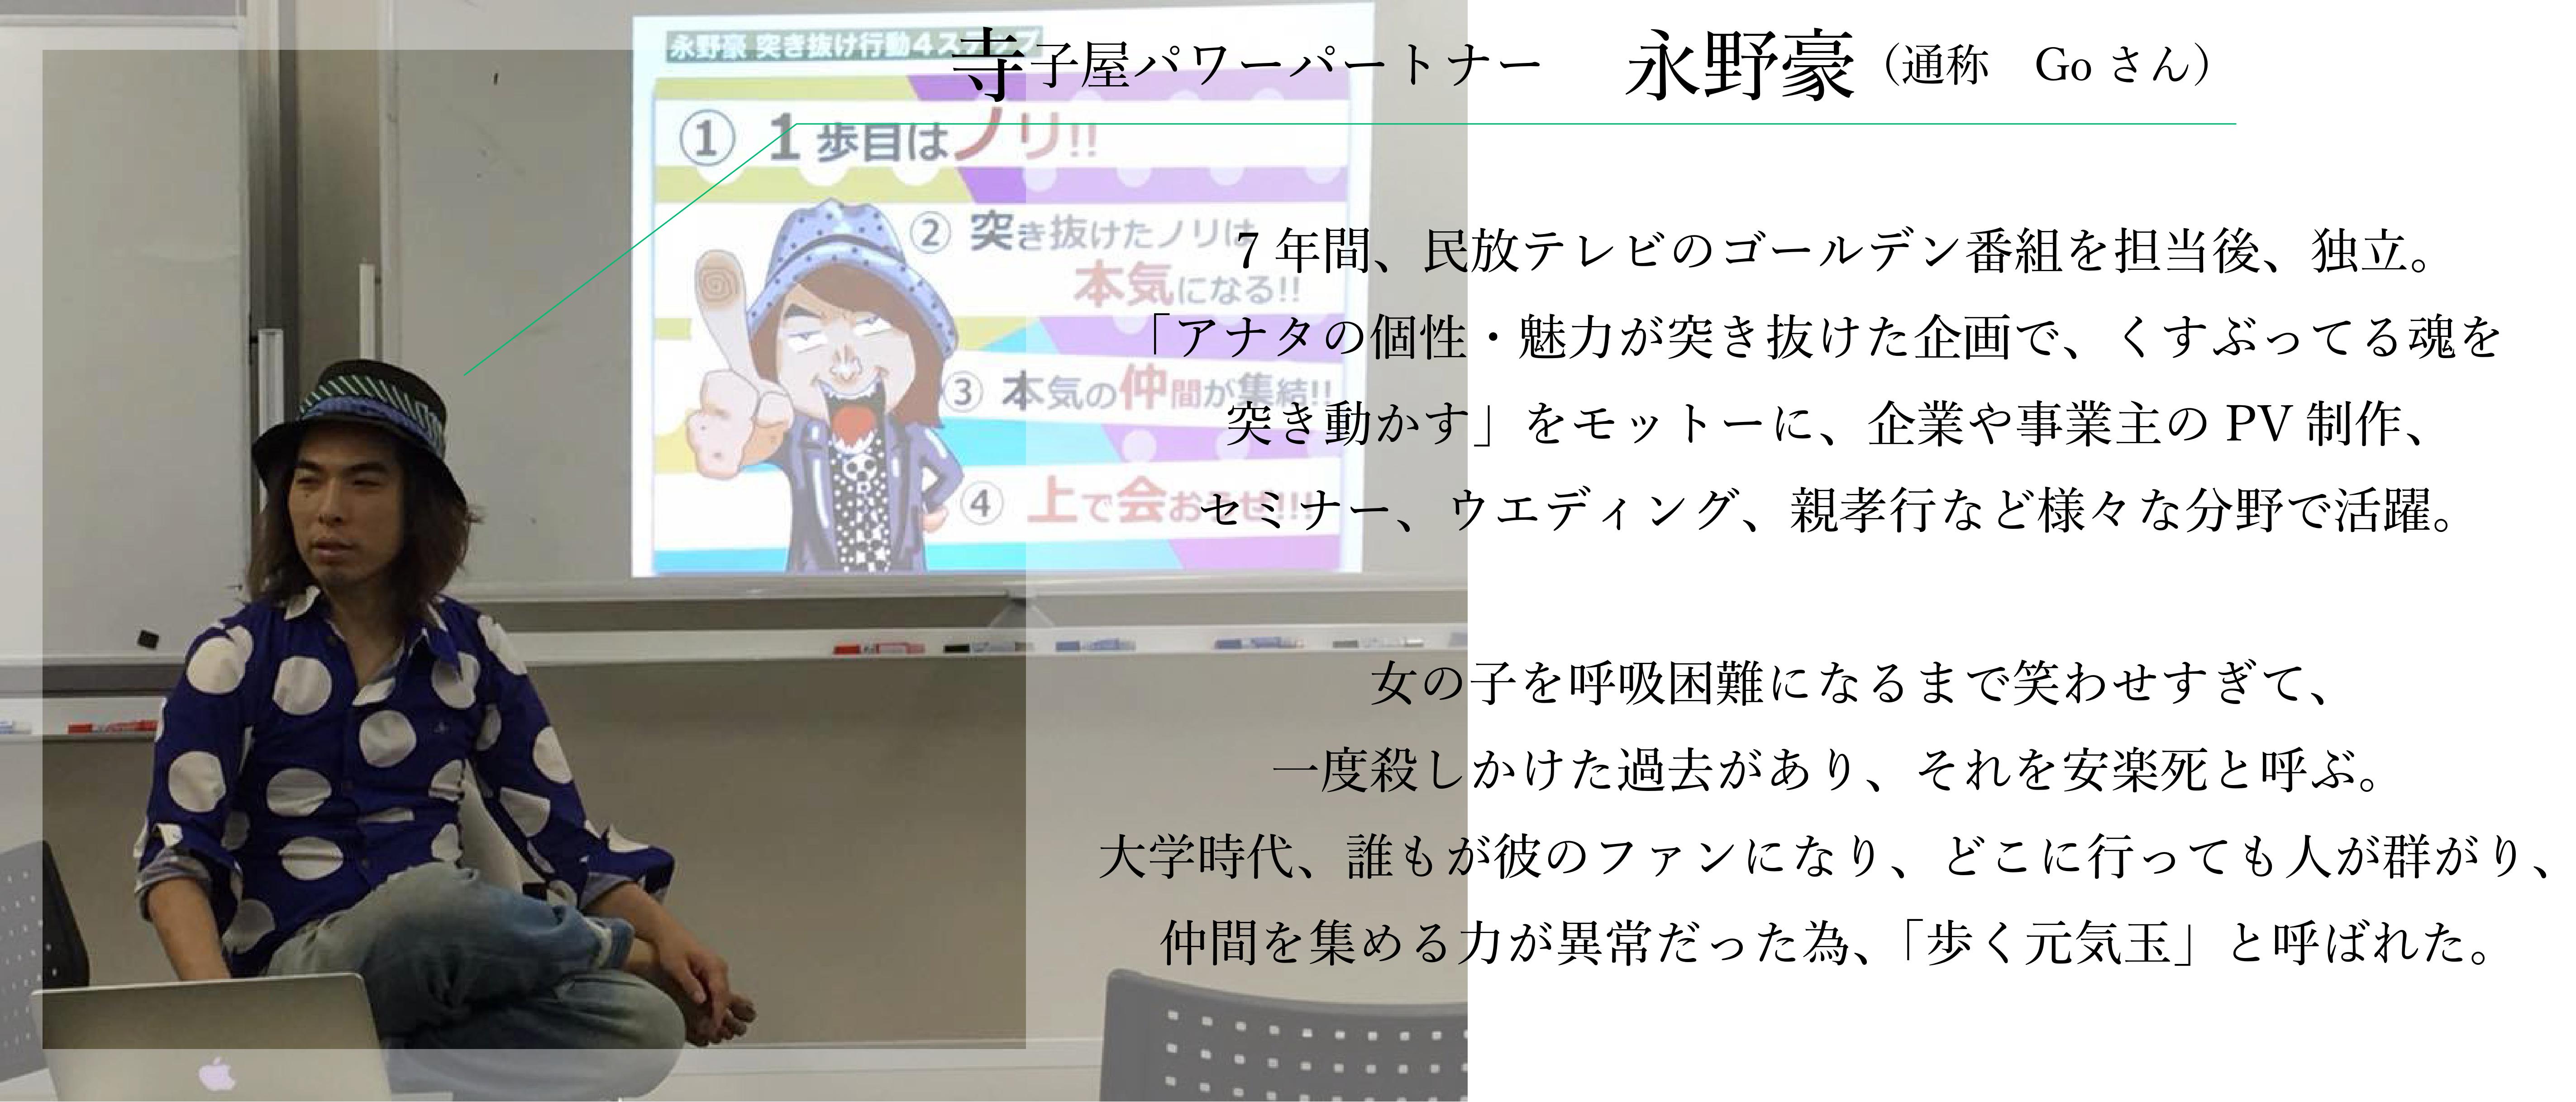 寺子屋パワーパートナー　永野豪（通称　Go さん）
7 年間、民放テレビのゴールデン番組を担当後、独立。
「アナタの個性・魅力が突き抜けた企画で、くすぶってる魂を
突き動かす」をモットーに、企業や事業主の PV 制作、
セミナー、ウエディング、親孝行など様々な分野で活躍。
女の子を呼吸困難になるまで笑わせすぎて、
一度殺しかけた過去があり、それを安楽死と呼ぶ。
大学時代、誰もが彼のファンになり、どこに行っても人が群がり、
仲間を集める力が異常だった為、「歩く元気玉」と呼ばれた。
永野豪 突き抜け行動4ステップ
① 1歩目はノリ!!
② 突き抜けたノリは
本気になる!!
③ 本気の仲間が集結!!
④ 上で会おうぜ!!!